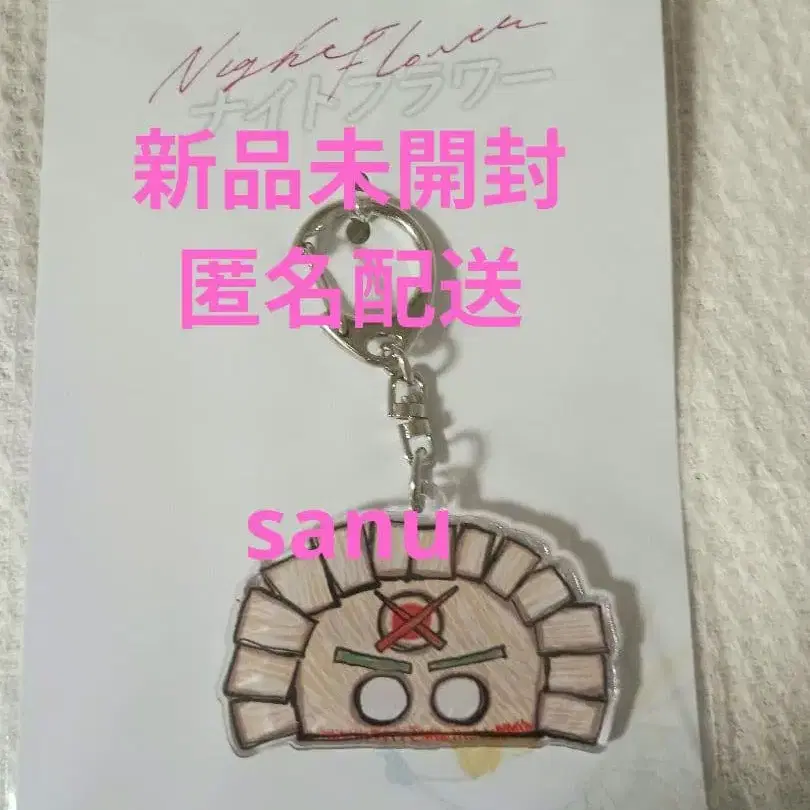 Night Flower
ナイトフラワー
新品未開封
匿名配送
sanu